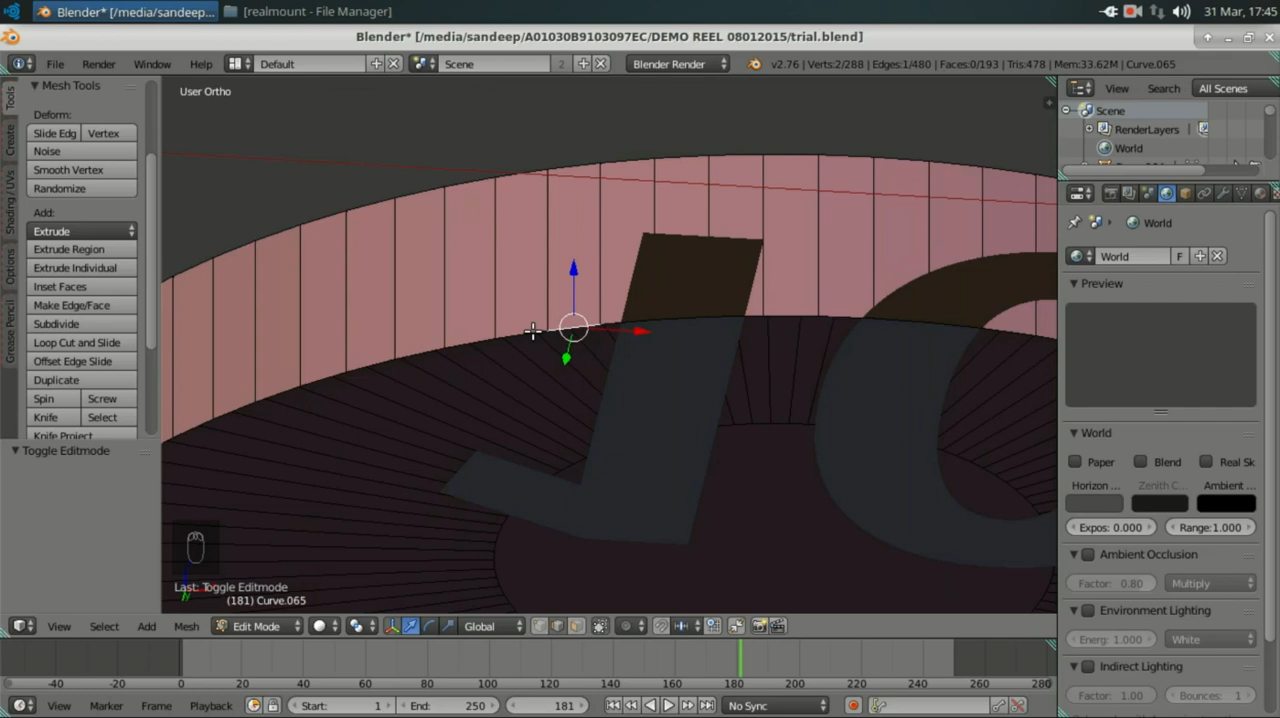 Blender* [/media/sandeep...
[realmount - File Manager]
31 Mar, 17:45
Blender* [/media/sandeep/A01030B9103097EC/DEMO REEL 08012015/trial.blend]
File Render Window Help Default Scene 2 Blender Render v2.76 | Verts:2/288 | Edges:1/480 | Faces:0/193 | Tris:478 | Mem:33.62M | Curve.065
Tools
Create
Shading / UVs
Options
Grease Pencil
Mesh Tools
Deform:
Slide Edg Vertex
Noise
Smooth Vertex
Randomize
Add:
Extrude
Extrude Region
Extrude Individual
Inset Faces
Make Edge/Face
Subdivide
Loop Cut and Slide
Offset Edge Slide
Duplicate
Spin Screw
Knife Select
Knife Project
Toggle Editmode
User Ortho
Last: Toggle Editmode
(181) Curve.065
View Select Add Mesh Edit Mode Global
View Search All Scenes
Scene
RenderLayers
World
World
World F
Preview
World
Paper Blend Real Sk
Horizon ... Zenith C... Ambient ...
Expos: 0.000 Range:1.000
Ambient Occlusion
Factor: 0.80 Multiply
Environment Lighting
Energ: 1.000 White
Indirect Lighting
Factor: 1.00 Bounces: 1
-40 -20 0 20 40 60 80 100 120 140 160 180 200 220 240 260 280
View Marker Frame Playback Start: 1 End: 250 181 No Sync